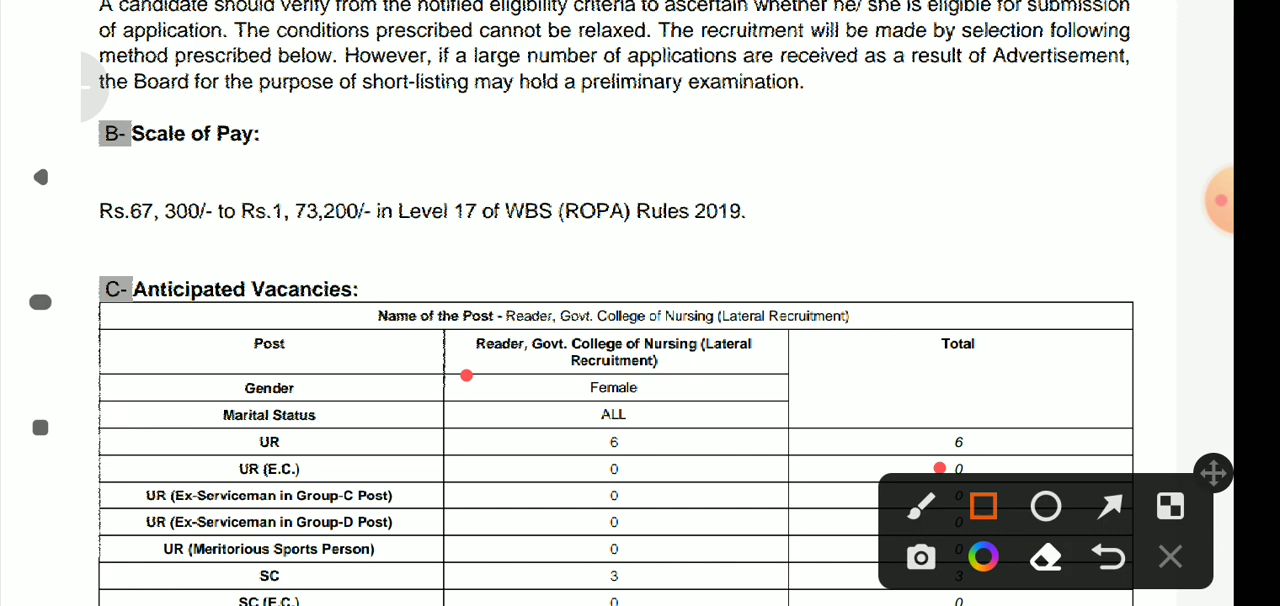 A candidate should verify from the notified eligibility criteria to ascertain whether he/ she is eligible for submission
of application. The conditions prescribed cannot be relaxed. The recruitment will be made by selection following
method prescribed below. However, if a large number of applications are received as a result of Advertisement,
the Board for the purpose of short-listing may hold a preliminary examination.
B- Scale of Pay:
Rs.67, 300/- to Rs.1, 73,200/- in Level 17 of WBS (ROPA) Rules 2019.
C- Anticipated Vacancies:
Name of the Post - Reader, Govt. College of Nursing (Lateral Recruitment)
Post Reader, Govt. College of Nursing (Lateral Total
Recruitment)
Gender Female
Marital Status ALL
UR 6 6
UR (E.C.) 0 0
UR (Ex-Serviceman in Group-C Post) 0 0
UR (Ex-Serviceman in Group-D Post) 0 0
UR (Meritorious Sports Person) 0 0
SC 3 3
SC (E.C.) 0 0